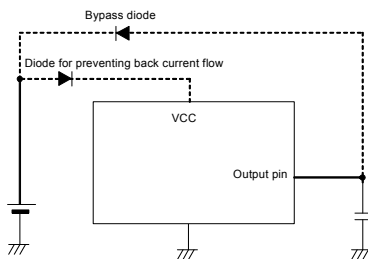 Bypass diode
Diode for preventing back current flow
VCC
Output pin